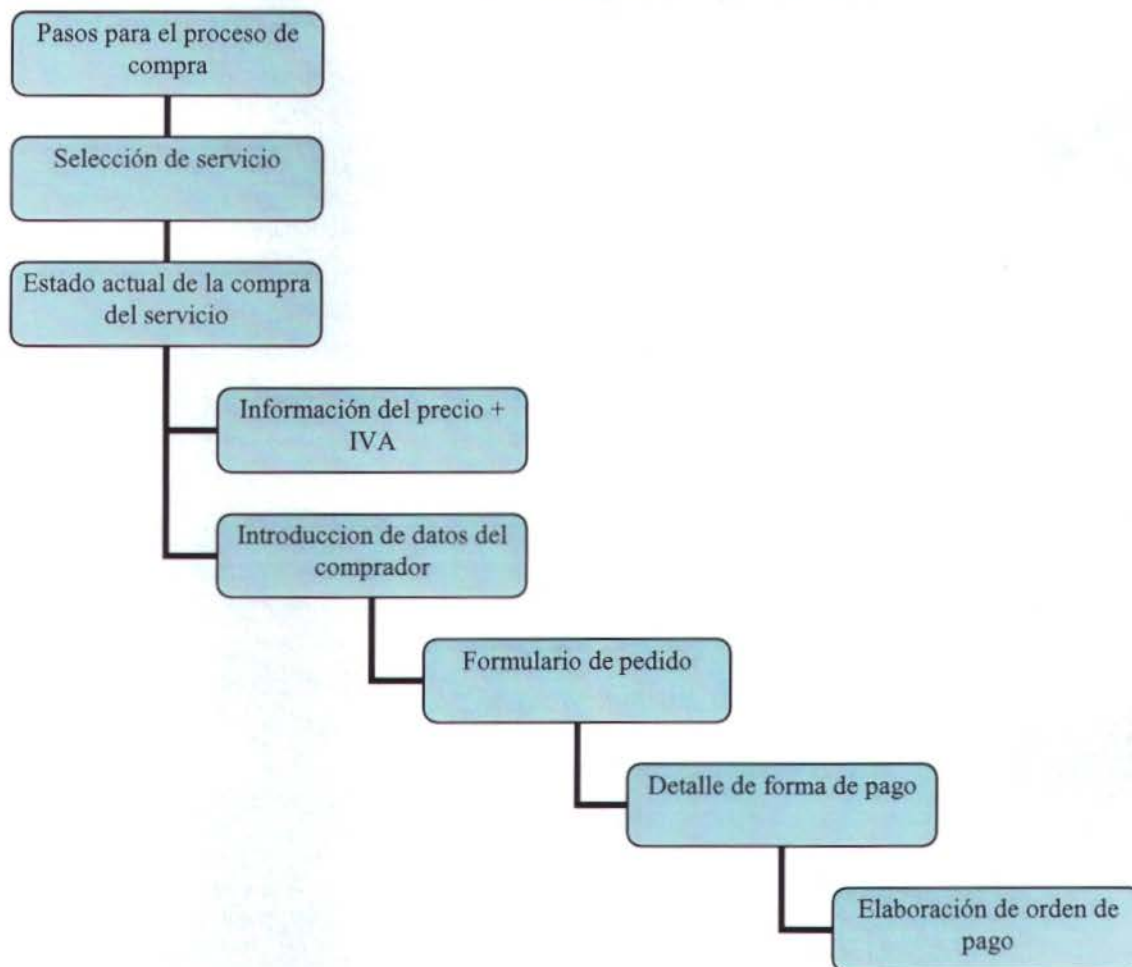 Pasos para el proceso de
compra
Selección de servicio
Estado actual de la compra
del servicio
Información del precio +
IVA
Introduccion de datos del
comprador
Formulario de pedido
Detalle de forma de pago
Elaboración de orden de
pago